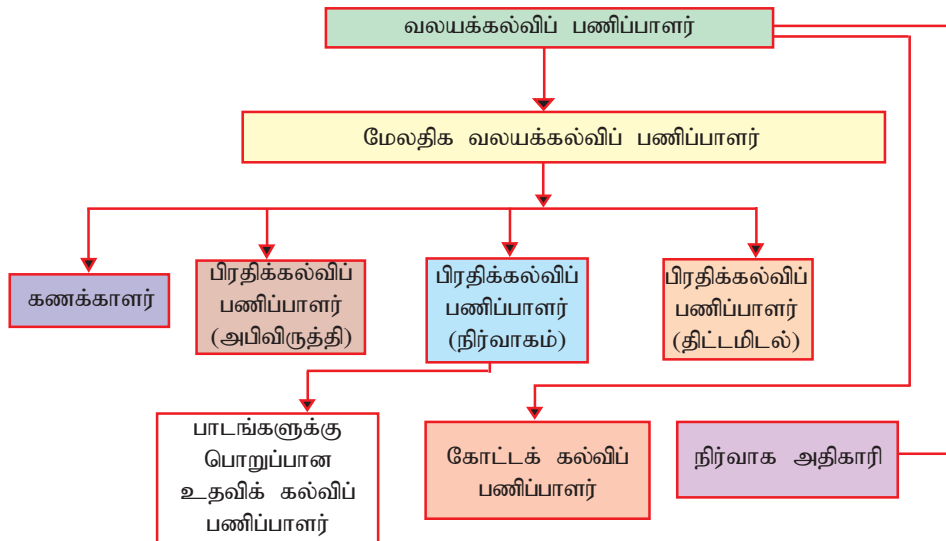 வலயக்கல்விப் பணிப்பாளர்
மேலதிக வலயக்கல்விப் பணிப்பாளர்
கணக்காளர்
பிரதிக்கல்விப்
பணிப்பாளர்
(அபிவிருத்தி)
பிரதிக்கல்விப்
பணிப்பாளர்
(நிர்வாகம்)
பிரதிக்கல்விப்
பணிப்பாளர்
(திட்டமிடல்)
பாடங்களுக்கு
பொறுப்பான
உதவிக் கல்விப்
பணிப்பாளர்
கோட்டக் கல்விப்
பணிப்பாளர்
நிர்வாக அதிகாரி